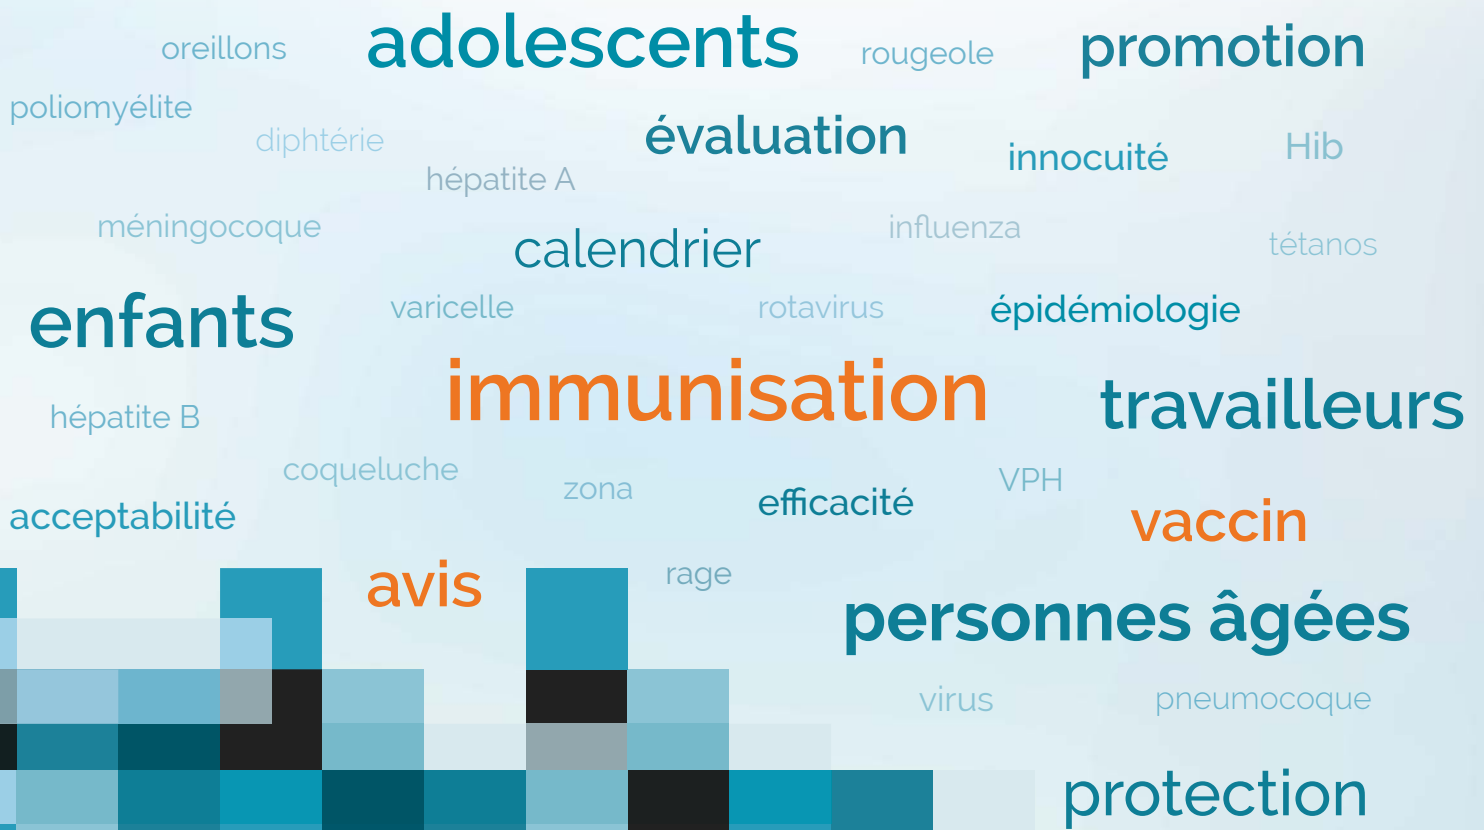 oreillons
adolescents
rougeole
promotion
poliomyélite
diphtérie
évaluation
innocuité
Hib
hépatite A
méningocoque
calendrier
influenza
tétanos
enfants
varicelle
rotavirus
épidémiologie
immunisation
travailleurs
hépatite B
coqueluche
zona
efficacité
VPH
acceptabilité
vaccin
avis
rage
personnes âgées
virus
pneumocoque
protection